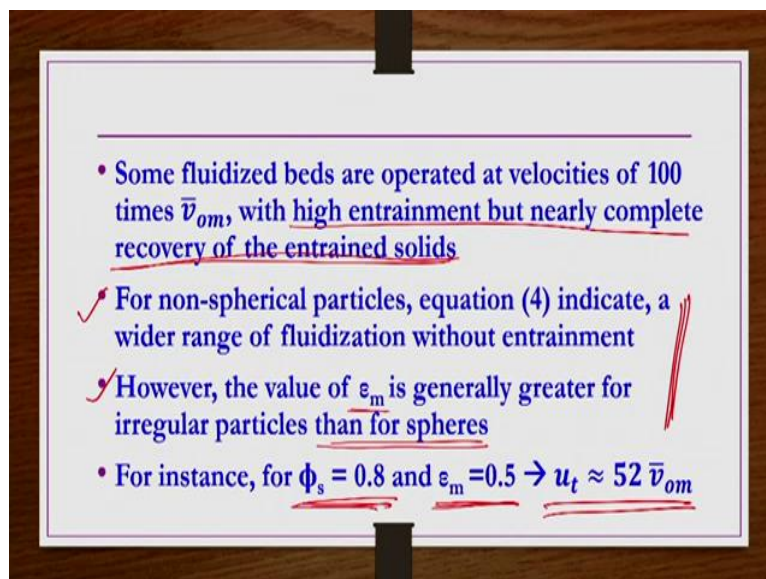 • Some fluidized beds are operated at velocities of 100
times v̄ₒₘ, with high entrainment but nearly complete
recovery of the entrained solids
• For non-spherical particles, equation (4) indicate, a
wider range of fluidization without entrainment
• However, the value of εₘ is generally greater for
irregular particles than for spheres
• For instance, for ϕₛ = 0.8 and εₘ =0.5 → uₜ ≈ 52 v̄ₒₘ